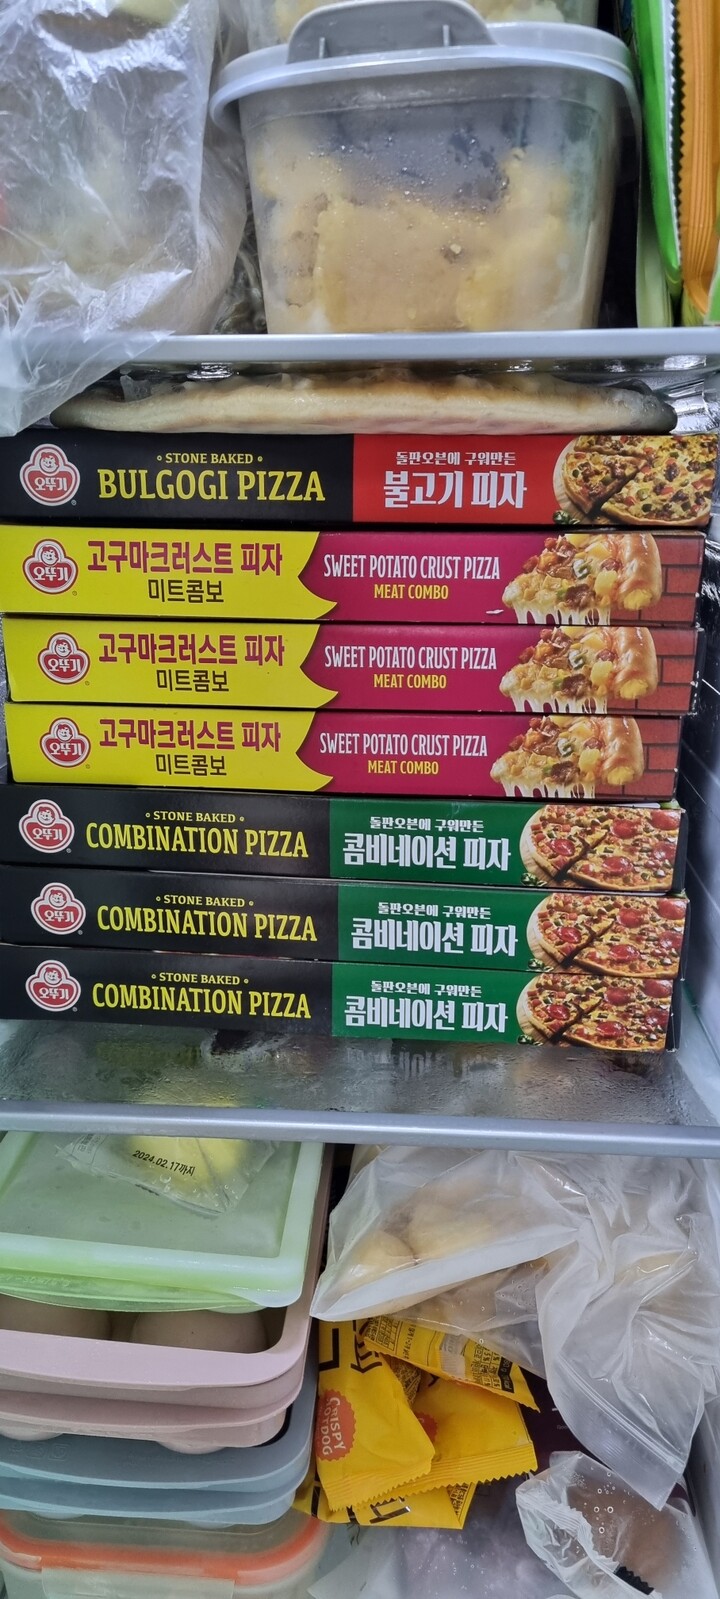 오뚜기
STONE BAKED
BULGOGI PIZZA
돌판오븐에 구워만든
불고기 피자
오뚜기
고구마크러스트 피자
미트콤보
SWEET POTATO CRUST PIZZA
MEAT COMBO
오뚜기
고구마크러스트 피자
미트콤보
SWEET POTATO CRUST PIZZA
MEAT COMBO
오뚜기
고구마크러스트 피자
미트콤보
SWEET POTATO CRUST PIZZA
MEAT COMBO
오뚜기
STONE BAKED
COMBINATION PIZZA
돌판오븐에 구워만든
콤비네이션 피자
오뚜기
STONE BAKED
COMBINATION PIZZA
돌판오븐에 구워만든
콤비네이션 피자
오뚜기
STONE BAKED
COMBINATION PIZZA
돌판오븐에 구워만든
콤비네이션 피자
2024.02.17까지
CRISPY
HOTDOG